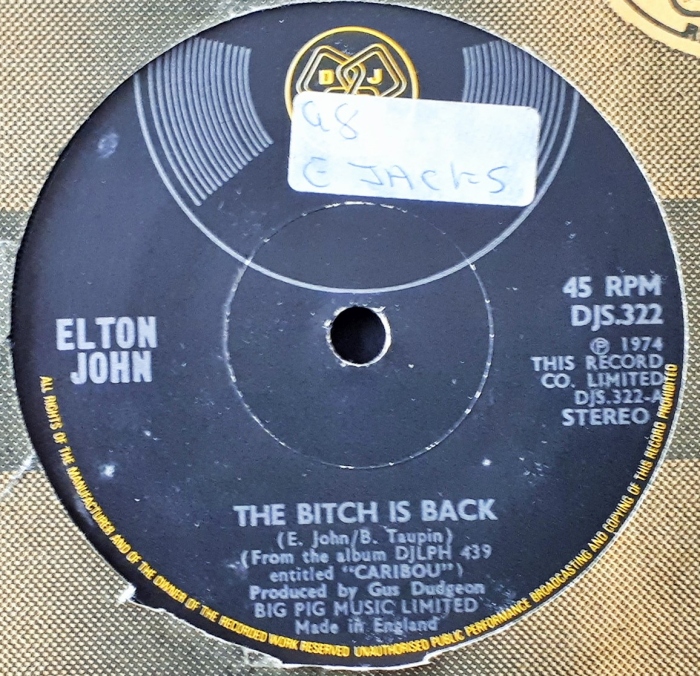 D J
G8
E JACKS
ELTON
JOHN
45 RPM
DJS.322
Ⓟ 1974
THIS RECORD
CO. LIMITED
DJS.322-A
STEREO
THE BITCH IS BACK
(E. John/B. Taupin)
(From the album DJLPH 439
entitled "CARIBOU")
Produced by Gus Dudgeon
BIG PIG MUSIC LIMITED
Made in England
ALL RIGHTS OF THE MANUFACTURER AND OF THE OWNER OF THE RECORDED WORK RESERVED UNAUTHORISED PUBLIC PERFORMANCE BROADCASTING AND COPYING OF THIS RECORD PROHIBITED